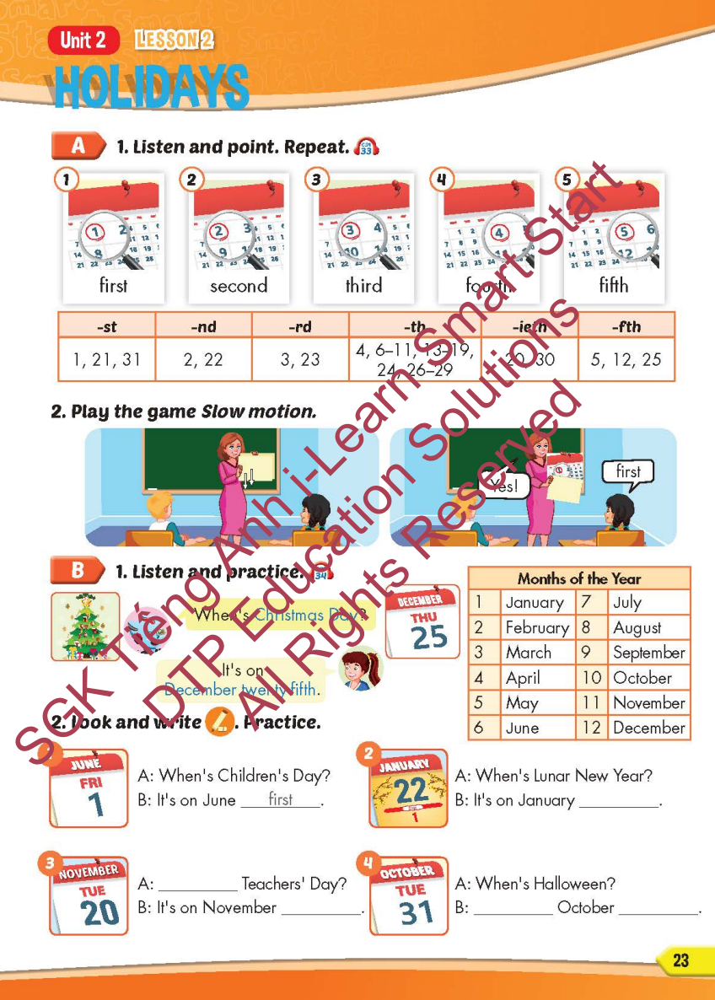 Unit 2 LESSON 2
HOLIDAYS
A 1. Listen and point. Repeat. CD1 33
1 2 3 4 5
first second third fourth fifth
-st -nd -rd -th -ieth -fth
1, 21, 31 2, 22 3, 23 4, 6–11, 13–19, 20, 30 5, 12, 25
24, 26–29
2. Play the game Slow motion.
Yes! first
B 1. Listen and practice. 34
When's Christmas Day?
DECEMBER
THU
25
It's on
December twenty-fifth.
Months of the Year
1 January 7 July
2 February 8 August
3 March 9 September
4 April 10 October
5 May 11 November
6 June 12 December
2. Look and write. Practice.
1
JUNE
FRI
1
A: When's Children's Day?
B: It's on June first.
2
JANUARY
22
1
A: When's Lunar New Year?
B: It's on January _________.
3
NOVEMBER
TUE
20
A: _________ Teachers' Day?
B: It's on November _________.
4
OCTOBER
TUE
31
A: When's Halloween?
B: _________ October _________.
23
SGK Tiếng Anh i-Learn Smart Start
DTP Education Solutions
All Rights Reserved